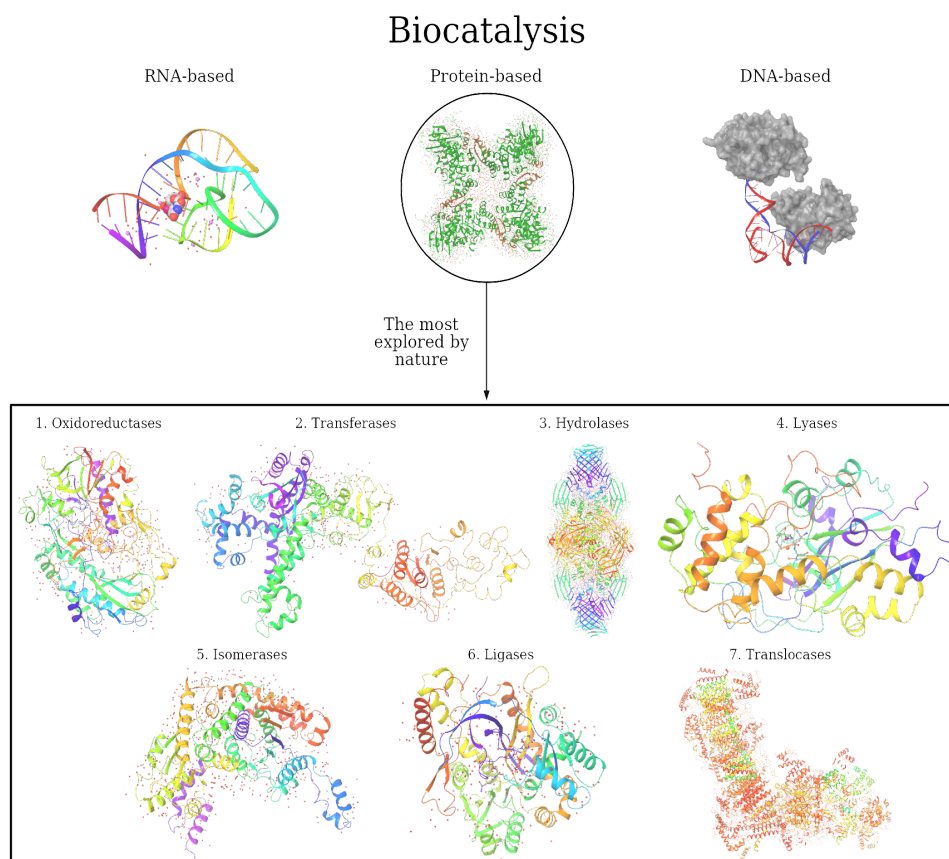 Biocatalysis
RNA-based
Protein-based
DNA-based
The most
explored by
nature
1. Oxidoreductases
2. Transferases
3. Hydrolases
4. Lyases
5. Isomerases
6. Ligases
7. Translocases